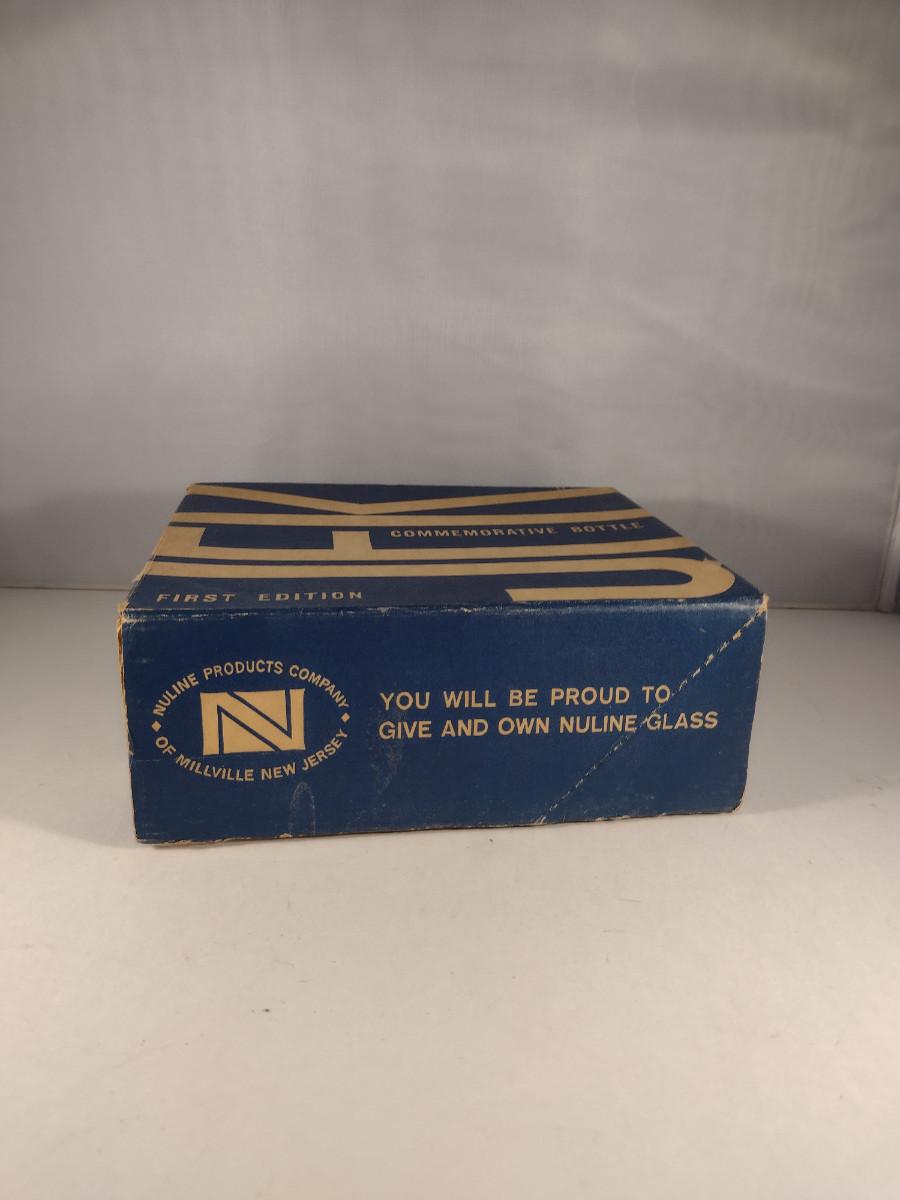 JFK
COMMEMORATIVE BOTTLE
FIRST EDITION
NULINE PRODUCTS COMPANY
OF MILLVILLE NEW JERSEY
N
YOU WILL BE PROUD TO
GIVE AND OWN NULINE GLASS